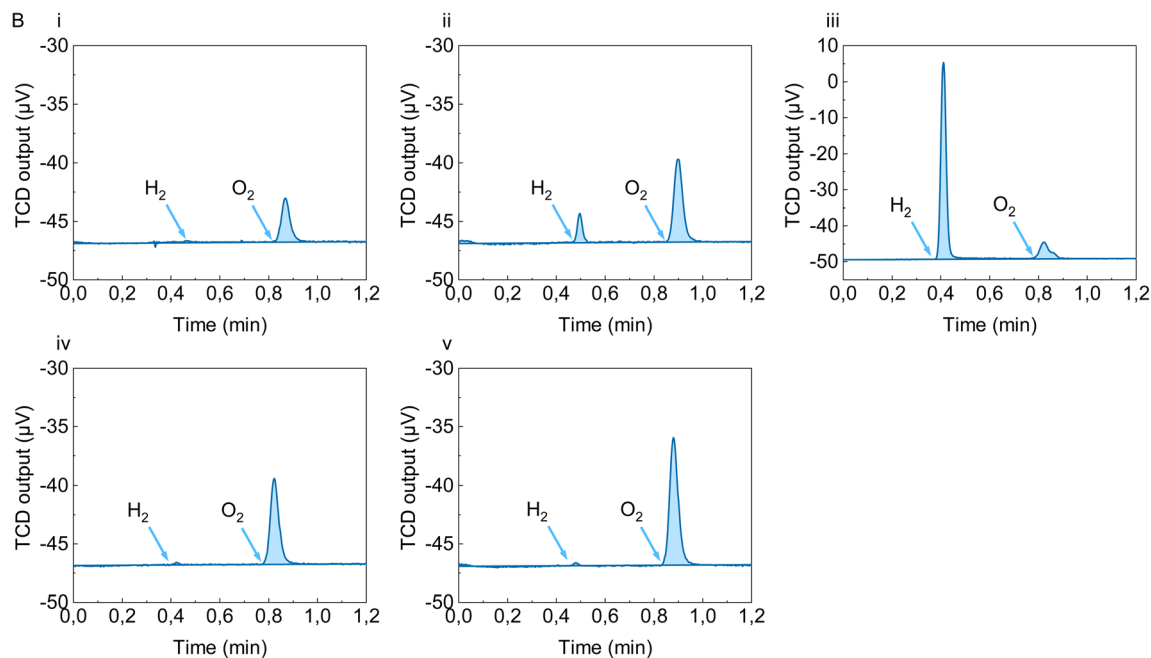 B
i
-30
-35
-40
-45
-50
TCD output (µV)
H2
O2
0,0 0,2 0,4 0,6 0,8 1,0 1,2
Time (min)
ii
-30
-35
-40
-45
-50
TCD output (µV)
H2
O2
0,0 0,2 0,4 0,6 0,8 1,0 1,2
Time (min)
iii
10
0
-10
-20
-30
-40
-50
TCD output (µV)
H2
O2
0,0 0,2 0,4 0,6 0,8 1,0 1,2
Time (min)
iv
-30
-35
-40
-45
-50
TCD output (µV)
H2
O2
0,0 0,2 0,4 0,6 0,8 1,0 1,2
Time (min)
v
-30
-35
-40
-45
-50
TCD output (µV)
H2
O2
0,0 0,2 0,4 0,6 0,8 1,0 1,2
Time (min)